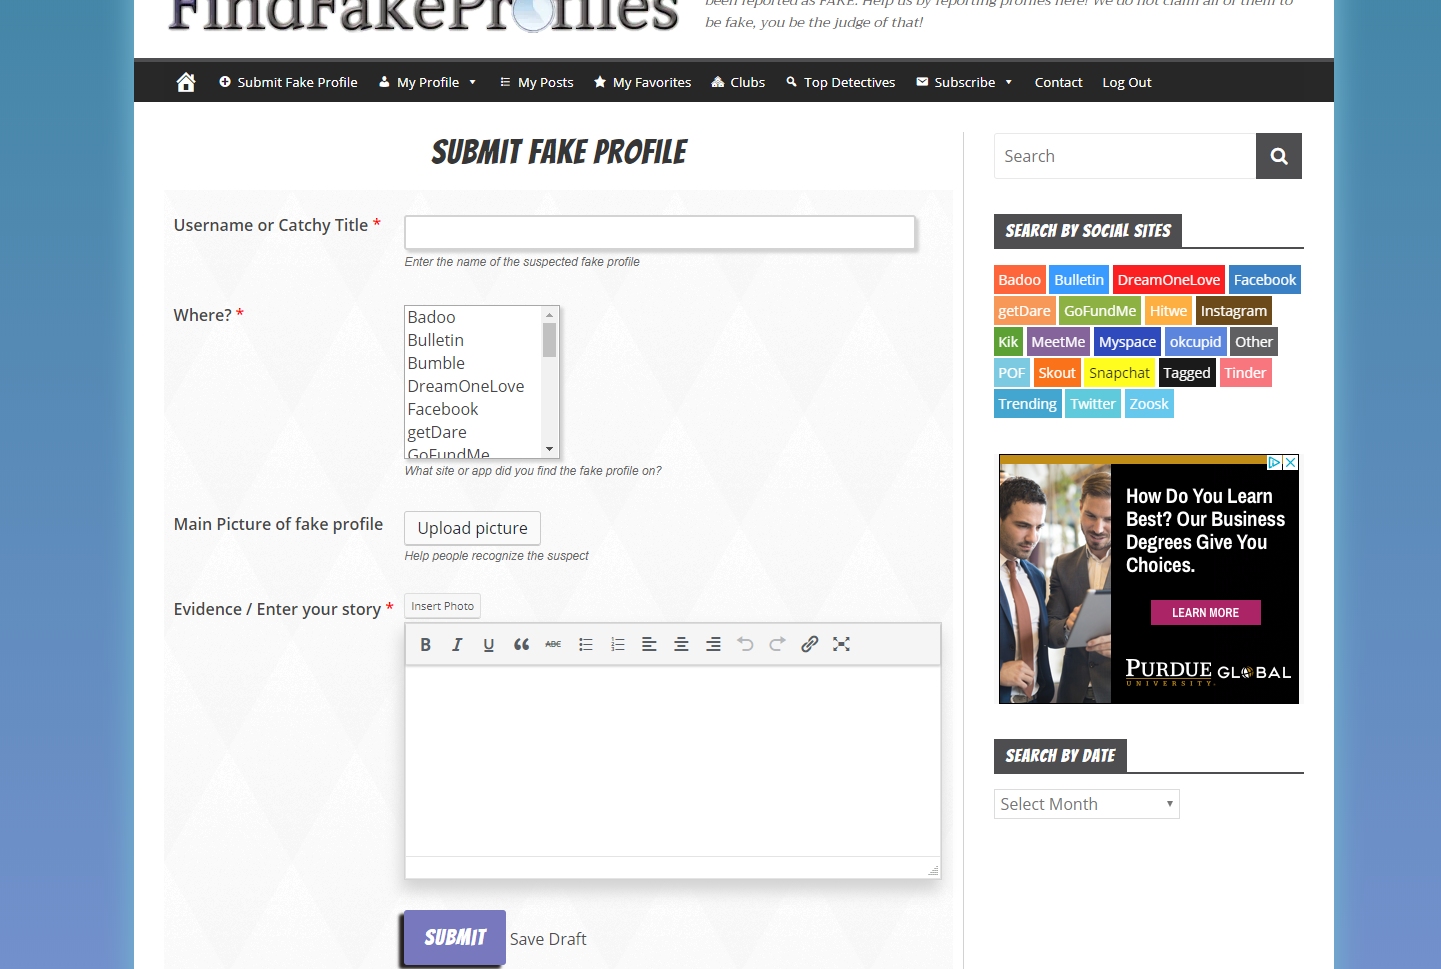 FindFakeProfiles
been reported as FAKE. Help us by reporting profiles here! We do not claim all of them to
be fake, you be the judge of that!
Submit Fake Profile My Profile My Posts My Favorites Clubs Top Detectives Subscribe Contact Log Out
SUBMIT FAKE PROFILE
Username or Catchy Title *
Enter the name of the suspected fake profile
Where? *
Badoo
Bulletin
Bumble
DreamOneLove
Facebook
getDare
GoFundMe
What site or app did you find the fake profile on?
Main Picture of fake profile
Upload picture
Help people recognize the suspect
Evidence / Enter your story *
Insert Photo
B I U ABC
SUBMIT Save Draft
Search
SEARCH BY SOCIAL SITES
Badoo Bulletin DreamOneLove Facebook
getDare GoFundMe Hitwe Instagram
Kik MeetMe Myspace okcupid Other
POF Skout Snapchat Tagged Tinder
Trending Twitter Zoosk
How Do You Learn
Best? Our Business
Degrees Give You
Choices.
LEARN MORE
PURDUE GLOBAL
UNIVERSITY.
SEARCH BY DATE
Select Month